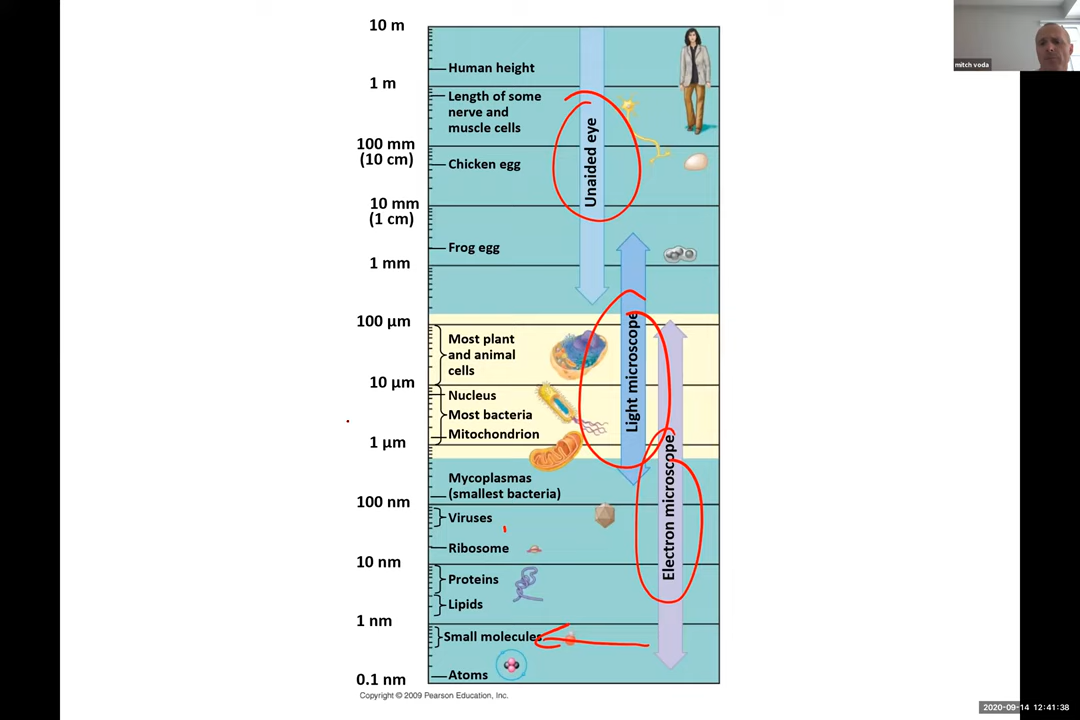 10 m
Human height
1 m
Length of some
nerve and
muscle cells
100 mm
(10 cm)
Chicken egg
10 mm
(1 cm)
Frog egg
1 mm
100 µm
Most plant
and animal
cells
10 µm
Nucleus
Most bacteria
Mitochondrion
1 µm
Mycoplasmas
(smallest bacteria)
100 nm
Viruses
Ribosome
10 nm
Proteins
Lipids
1 nm
Small molecules
Atoms
0.1 nm
Unaided eye
Light microscope
Electron microscope
Copyright © 2009 Pearson Education, Inc.
mitch voda
2020-09-14 12:41:38